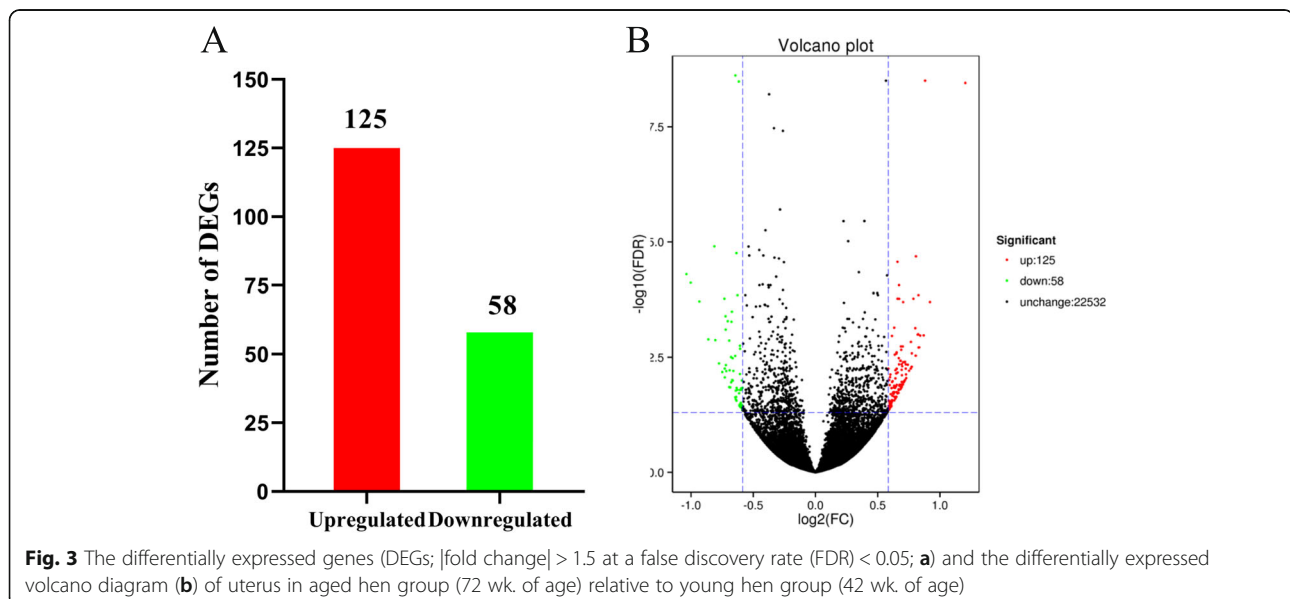 A
150
125
100
75
50
25
0
Number of DEGs
125
58
Upregulated Downregulated
B
Volcano plot
7.5
5.0
2.5
0.0
-log10(FDR)
-1.0 -0.5 0.0 0.5 1.0
log2(FC)
Significant
up:125
down:58
unchange:22532
Fig. 3 The differentially expressed genes (DEGs; |fold change| > 1.5 at a false discovery rate (FDR) < 0.05; a) and the differentially expressed
volcano diagram (b) of uterus in aged hen group (72 wk. of age) relative to young hen group (42 wk. of age)